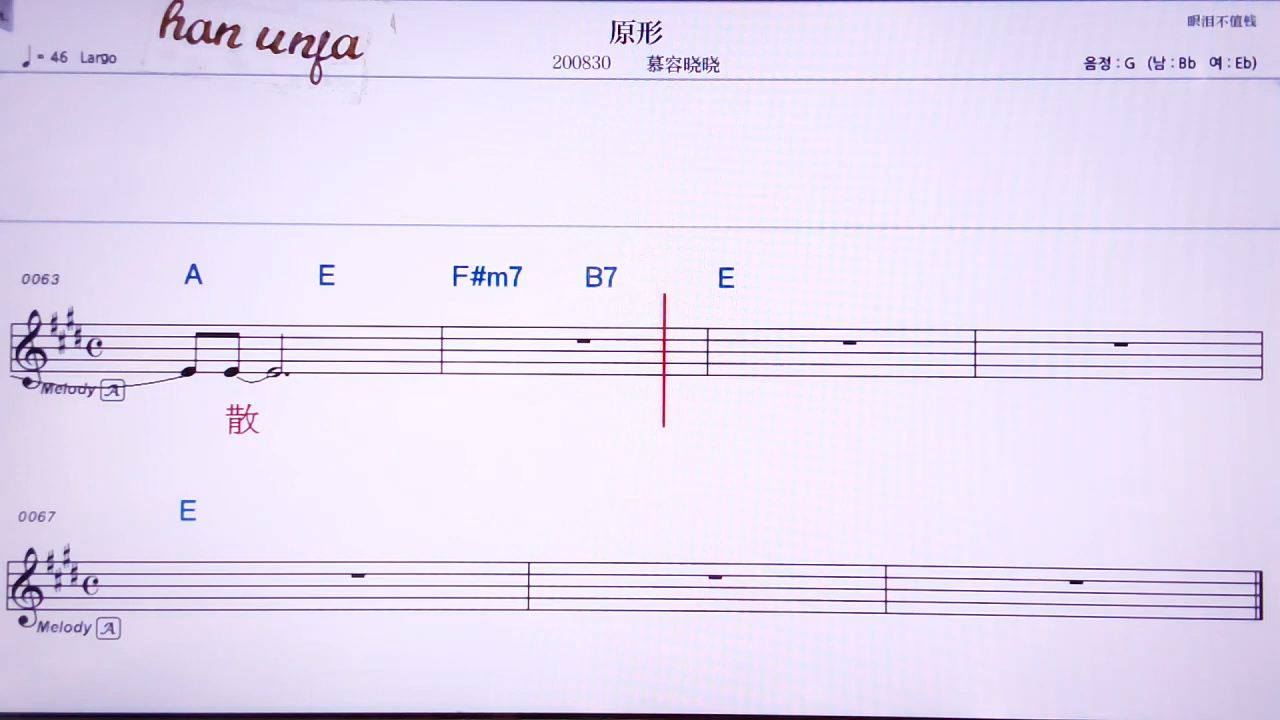 han unfa
原形
眼泪不值钱
♩= 46 Largo
200830 慕容晓晓
음정 : G (남 : Bb 여 : Eb)
0063 A E F#m7 B7 E
Melody A
散
0067 E
Melody A